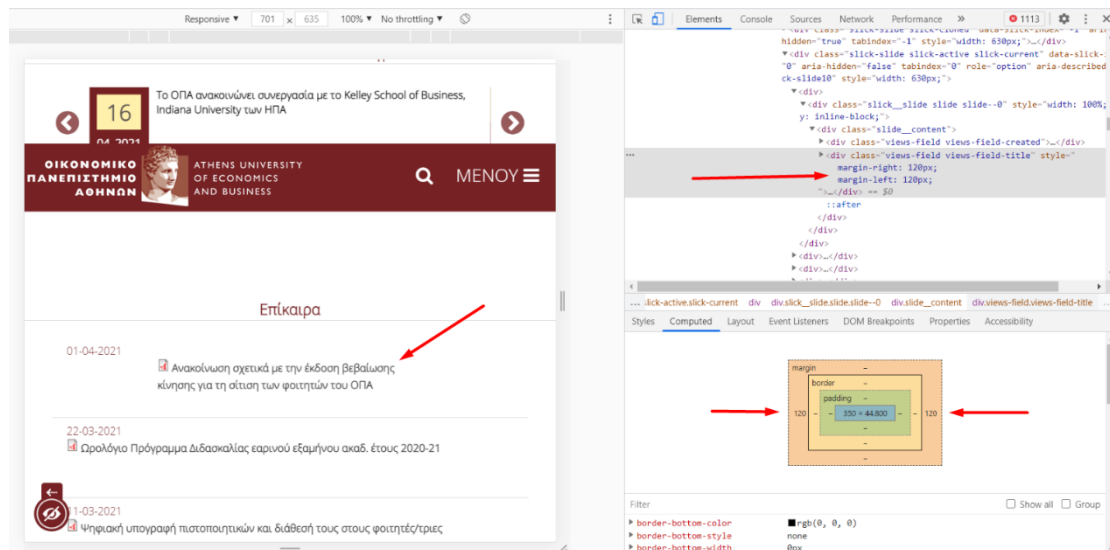 Responsive ▼ 701 × 635 100% ▼ No throttling ▼
16
04-2021
Το ΟΠΑ ανακοινώνει συνεργασία με το Kelley School of Business,
Indiana University των ΗΠΑ
ΟΙΚΟΝΟΜΙΚΟ
ΠΑΝΕΠΙΣΤΗΜΙΟ
ΑΘΗΝΩΝ
ATHENS UNIVERSITY
OF ECONOMICS
AND BUSINESS
ΜΕΝΟΥ
Επίκαιρα
01-04-2021
Ανακοίνωση σχετικά με την έκδοση βεβαίωσης
κίνησης για τη σίτιση των φοιτητών του ΟΠΑ
22-03-2021
Ωρολόγιο Πρόγραμμα Διδασκαλίας εαρινού εξαμήνου ακαδ. έτους 2020-21
11-03-2021
Ψηφιακή υπογραφή πιστοποιητικών και διάθεσή τους στους φοιτητές/τριες
Elements Console Sources Network Performance » 1113
hidden="true" tabindex="-1" style="width: 630px;">…</div>
▼<div class="slick-slide slick-active slick-current" data-slick-
"0" aria-hidden="false" tabindex="0" role="option" aria-described
ck-slide10" style="width: 630px;">
▼<div>
▼<div class="slick__slide slide slide--0" style="width: 100%;
y: inline-block;">
▼<div class="slide__content">
▶<div class="views-field views-field-created">…</div>
… ▶<div class="views-field views-field-title" style="
margin-right: 120px;
margin-left: 120px;
">…</div> == $0
::after
</div>
</div>
</div>
▶<div>…</div>
▶<div>…</div>
… slick-active.slick-current div div.slick__slide.slide.slide--0 div.slide__content div.views-field.views-field-title …
Styles Computed Layout Event Listeners DOM Breakpoints Properties Accessibility
margin –
border –
padding –
120 – – 350 × 44.800 – – 120
–
–
–
Filter Show all Group
▶ border-bottom-color rgb(0, 0, 0)
▶ border-bottom-style none
▶ border-bottom-width 0px